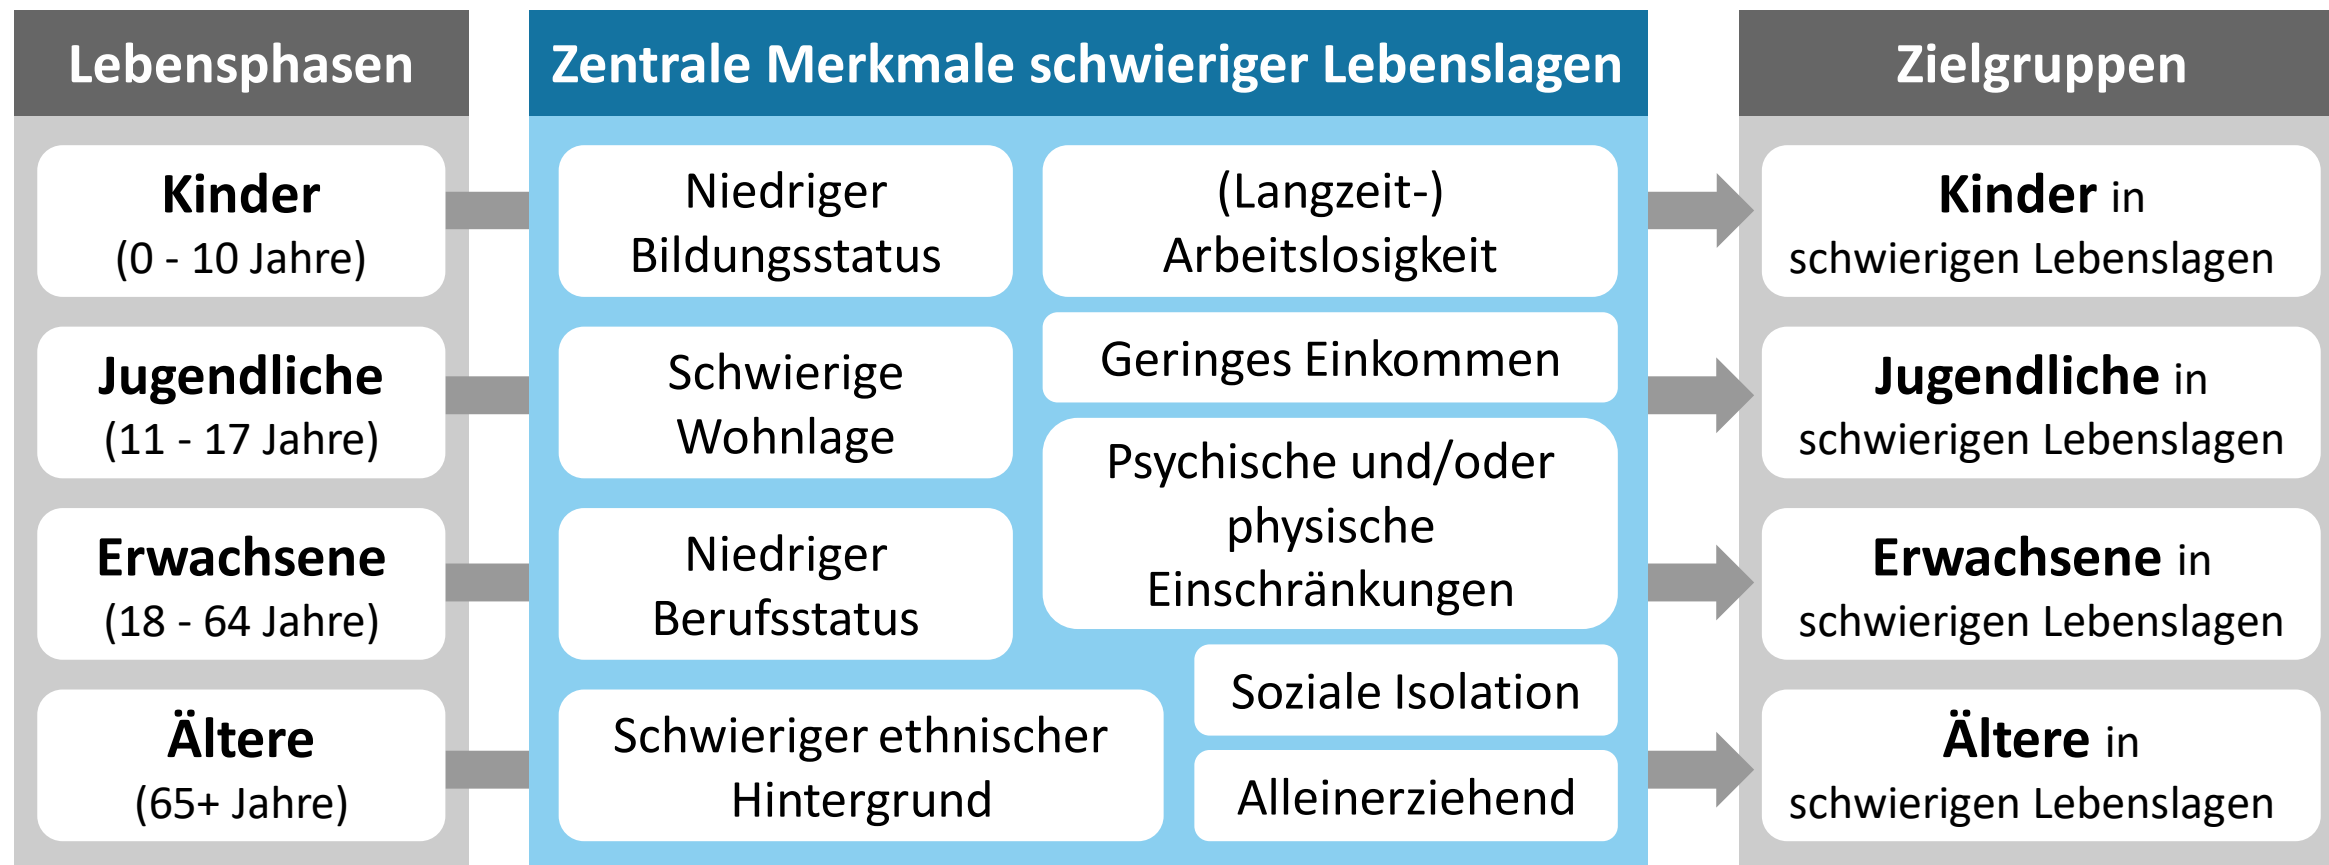 Lebensphasen
Kinder
(0 - 10 Jahre)
Jugendliche
(11 - 17 Jahre)
Erwachsene
(18 - 64 Jahre)
Ältere
(65+ Jahre)
Zentrale Merkmale schwieriger Lebenslagen
Niedriger
Bildungsstatus
Schwierige
Wohnlage
Niedriger
Berufsstatus
Schwieriger ethnischer
Hintergrund
(Langzeit-)
Arbeitslosigkeit
Geringes Einkommen
Psychische und/oder
physische
Einschränkungen
Soziale Isolation
Alleinerziehend
Zielgruppen
Kinder in
schwierigen Lebenslagen
Jugendliche in
schwierigen Lebenslagen
Erwachsene in
schwierigen Lebenslagen
Ältere in
schwierigen Lebenslagen